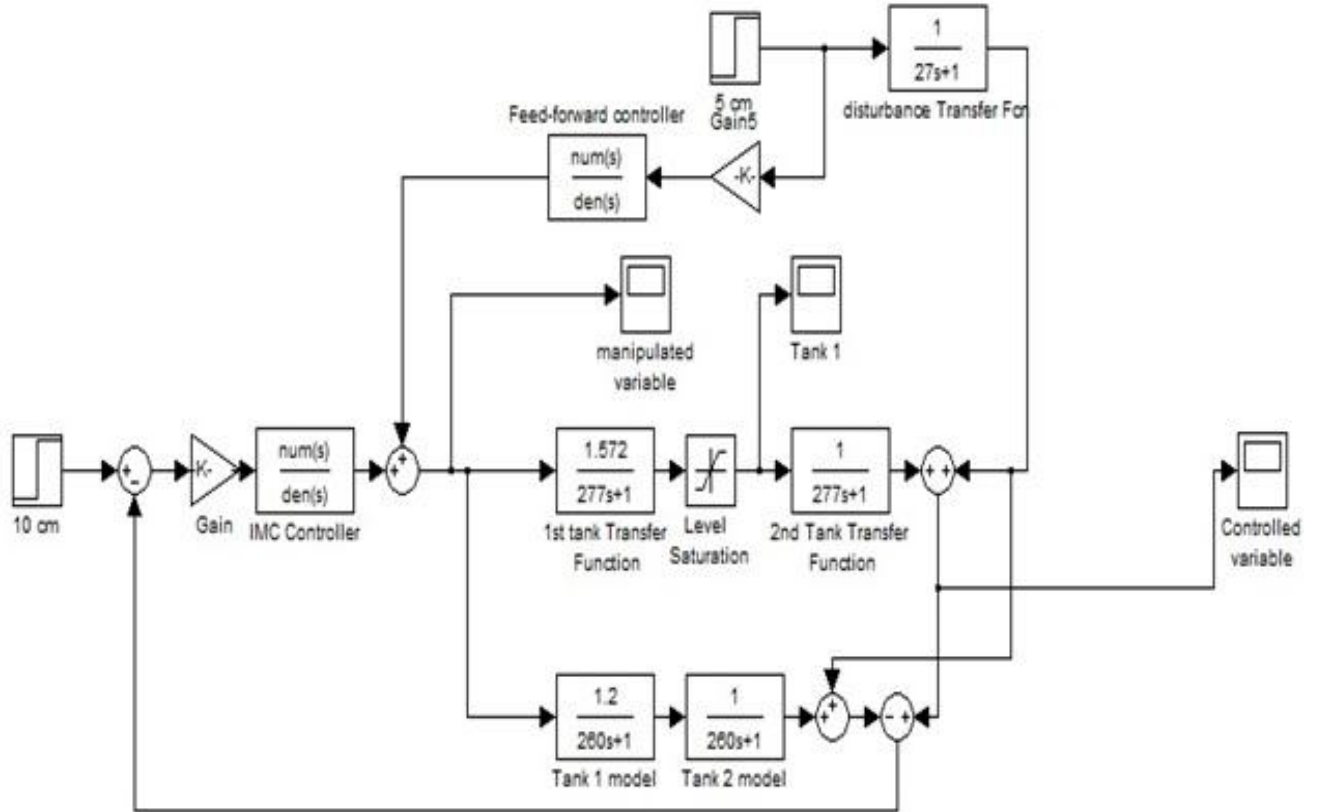 1
27s+1
5 cm
Gain5
disturbance Transfer Fcn
Feed-forward controller
num(s)
den(s)
-K-
manipulated
variable
Tank 1
10 cm
+
-
K-
Gain
num(s)
den(s)
IMC Controller
+
+
1.572
277s+1
1st tank Transfer
Function
Level
Saturation
1
277s+1
2nd Tank Transfer
Function
+ +
Controlled
variable
1.2
260s+1
Tank 1 model
1
260s+1
Tank 2 model
+
+
- +